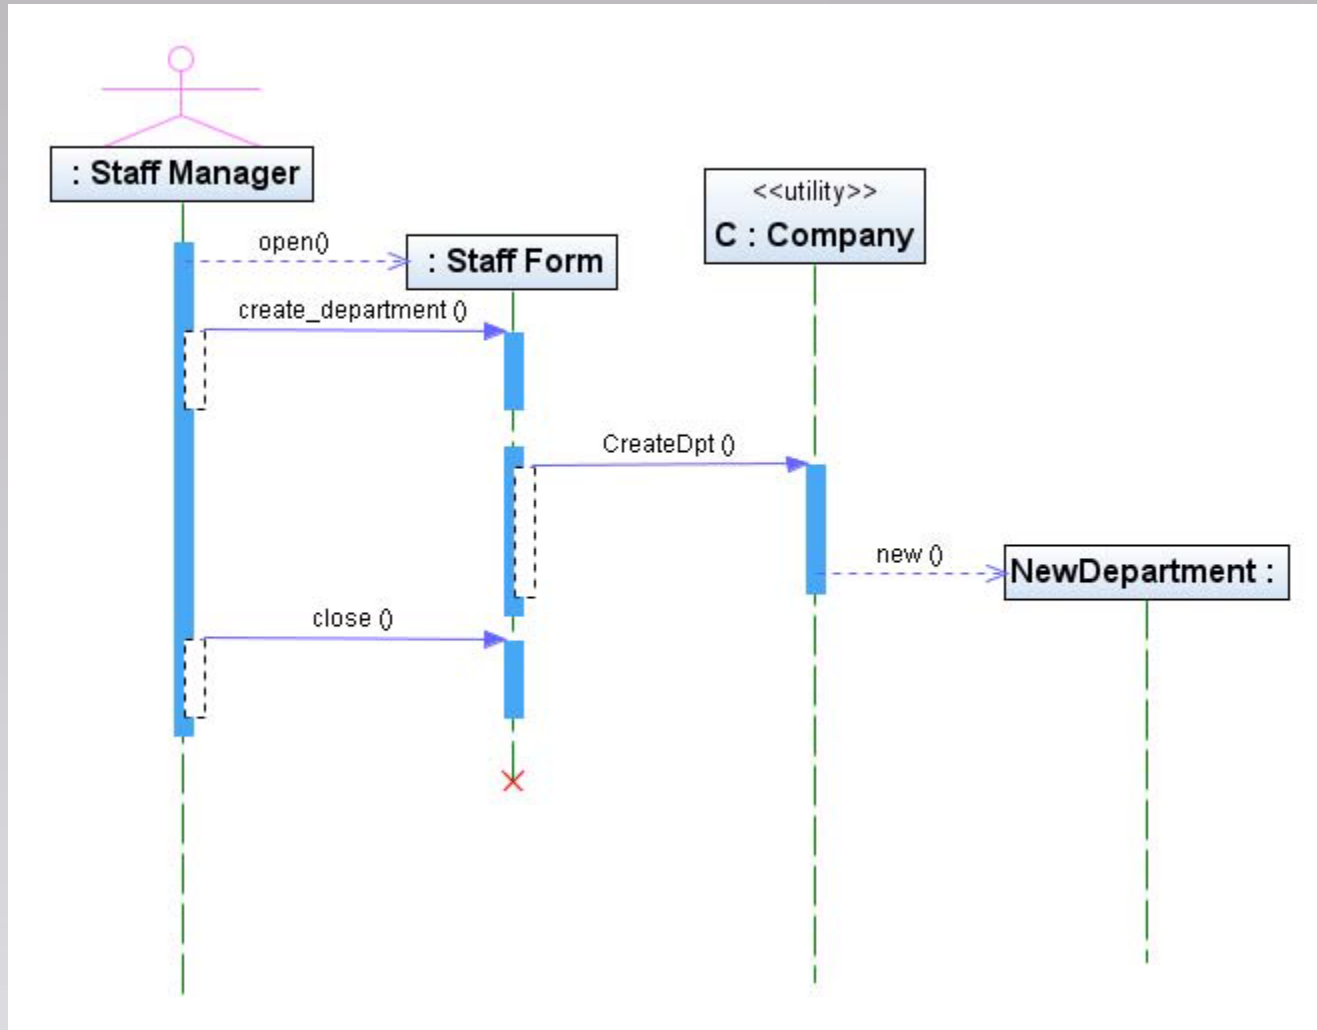 : Staff Manager
<<utility>>
C : Company
open()
: Staff Form
create_department ()
CreateDpt ()
new ()
NewDepartment :
close ()